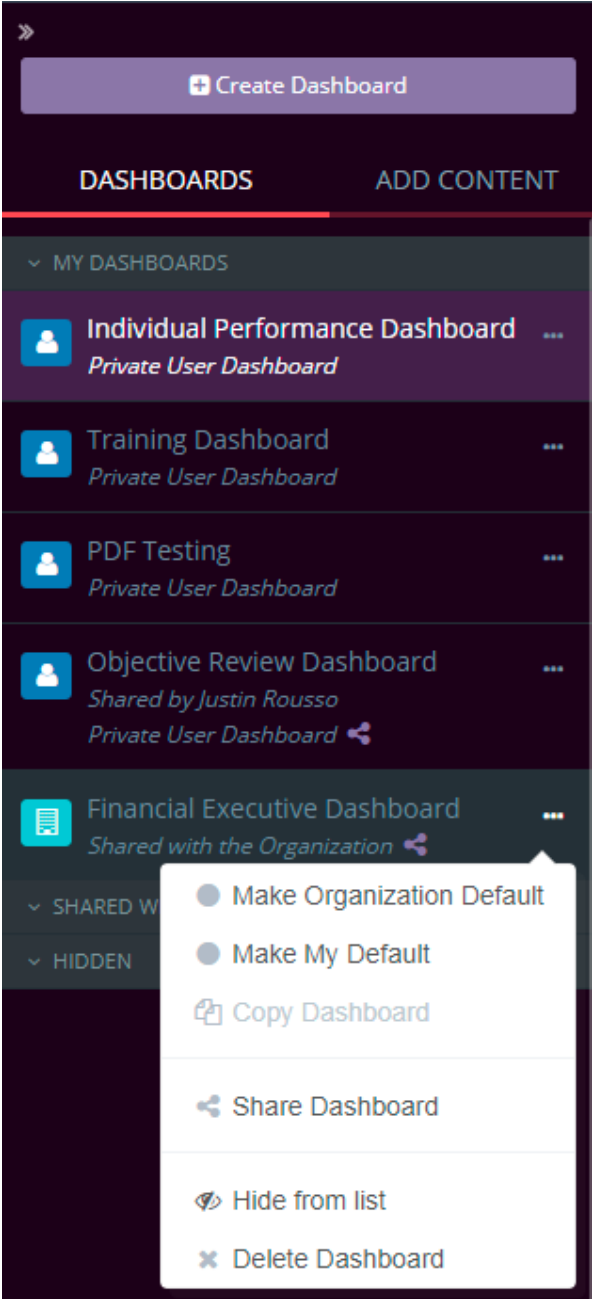 Create Dashboard
DASHBOARDS
ADD CONTENT
MY DASHBOARDS
Individual Performance Dashboard
Private User Dashboard
Training Dashboard
Private User Dashboard
PDF Testing
Private User Dashboard
Objective Review Dashboard
Shared by Justin Rousso
Private User Dashboard
Financial Executive Dashboard
Shared with the Organization
SHARED W
HIDDEN
Make Organization Default
Make My Default
Copy Dashboard
Share Dashboard
Hide from list
Delete Dashboard